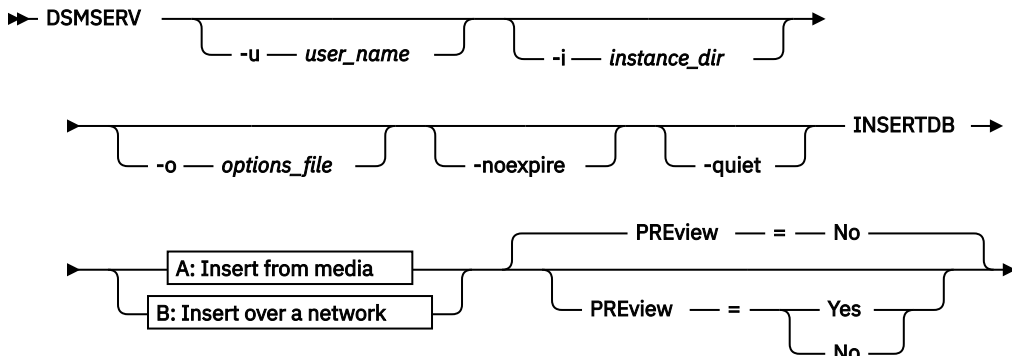 DSMSERV
-u user_name
-i instance_dir
INSERTDB
-o options_file
-noexpire
-quiet
PREview = No
A: Insert from media
B: Insert over a network
PREview = Yes
No